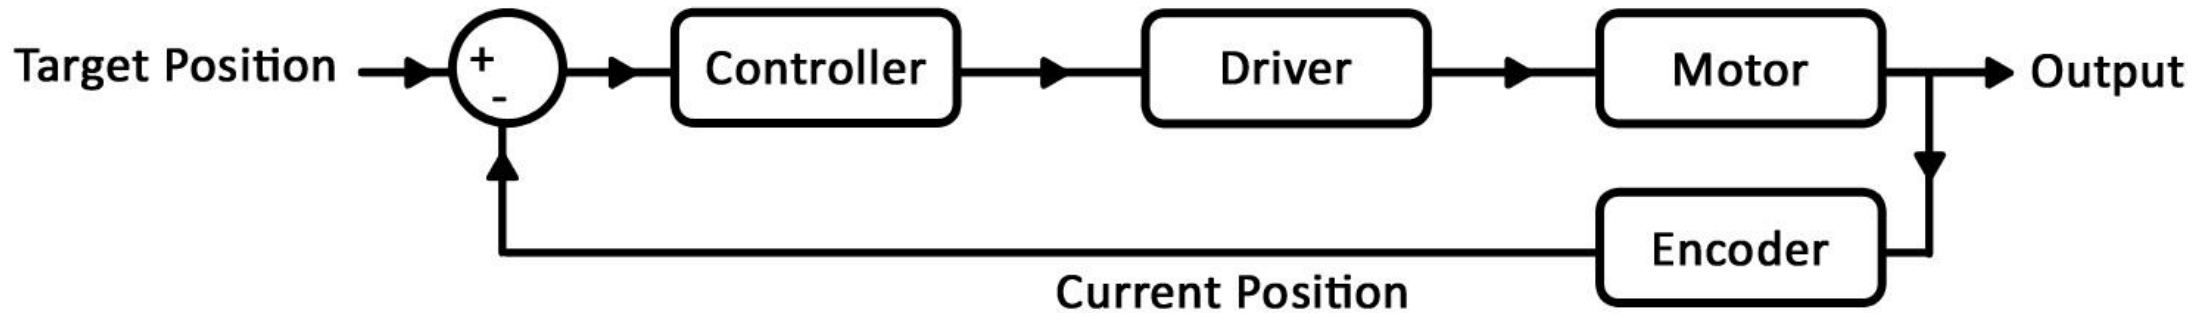 Target Position
+
-
Controller
Driver
Motor
Output
Encoder
Current Position